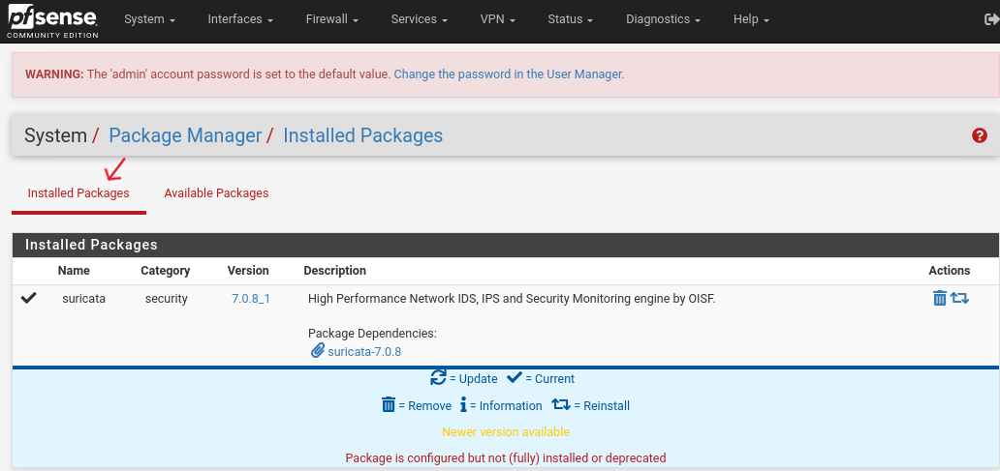 pfsense
COMMUNITY EDITION
System Interfaces Firewall Services VPN Status Diagnostics Help
WARNING: The 'admin' account password is set to the default value. Change the password in the User Manager.
System / Package Manager / Installed Packages
Installed Packages Available Packages
Installed Packages
Name Category Version Description Actions
suricata security 7.0.8_1 High Performance Network IDS, IPS and Security Monitoring engine by OISF.
Package Dependencies:
suricata-7.0.8
= Update = Current
= Remove = Information = Reinstall
Newer version available
Package is configured but not (fully) installed or deprecated